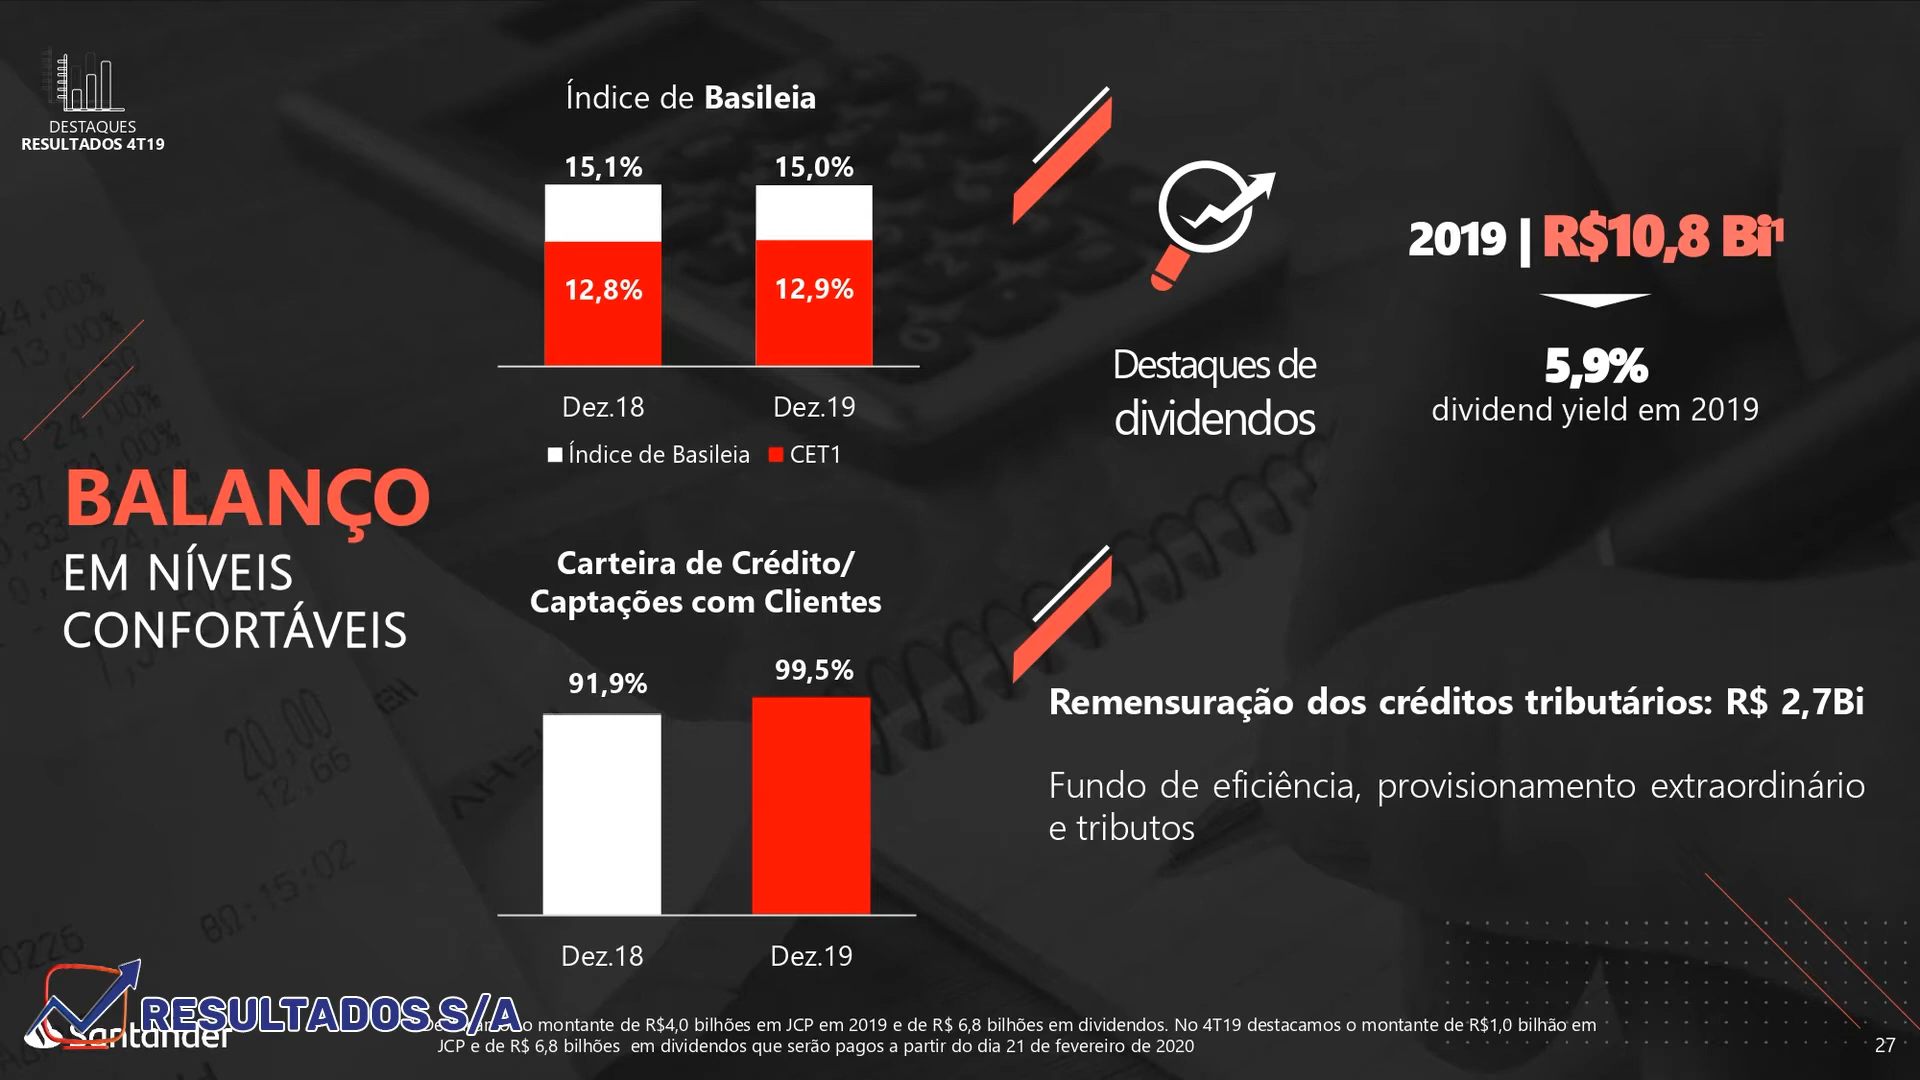 DESTAQUES
RESULTADOS 4T19
BALANÇO
EM NÍVEIS
CONFORTÁVEIS
Índice de Basileia
15,1%
15,0%
12,8%
12,9%
Dez.18
Dez.19
Índice de Basileia
CET1
Carteira de Crédito/
Captações com Clientes
91,9%
99,5%
Dez.18
Dez.19
Destaques de
dividendos
2019 | R$10,8 Bi¹
5,9%
dividend yield em 2019
Remensuração dos créditos tributários: R$ 2,7Bi
Fundo de eficiência, provisionamento extraordinário
e tributos
RESULTADOS S/A
Santander
montante de R$4,0 bilhões em JCP em 2019 e de R$ 6,8 bilhões em dividendos. No 4T19 destacamos o montante de R$1,0 bilhão em
JCP e de R$ 6,8 bilhões em dividendos que serão pagos a partir do dia 21 de fevereiro de 2020
27